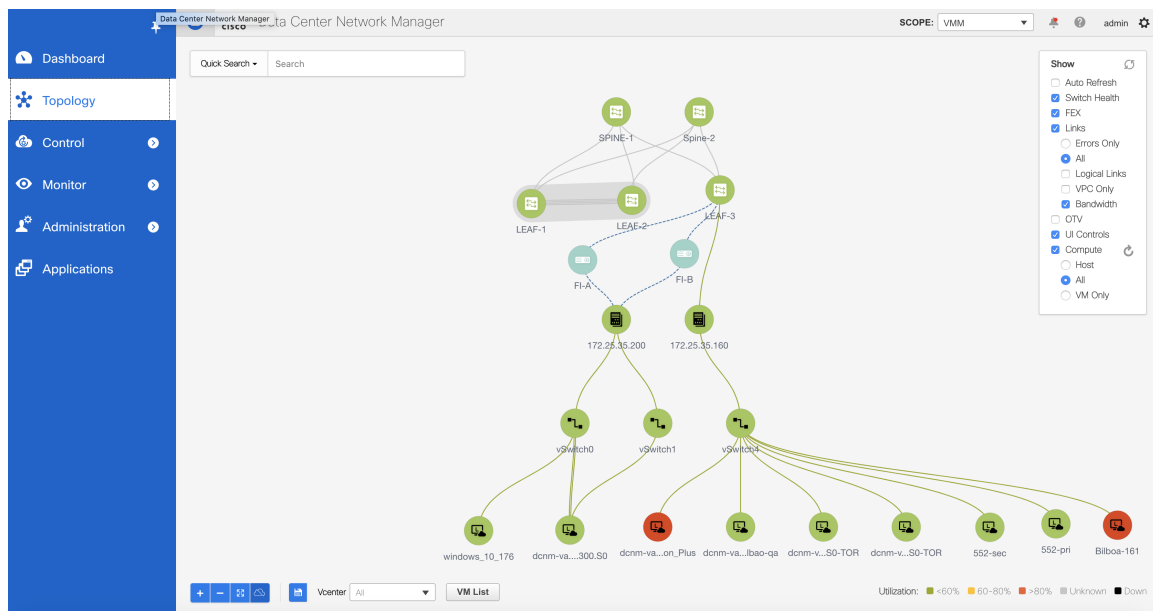 Data Center Network Manager
cisco
Data Center Network Manager
SCOPE: VMM
admin
Dashboard
Topology
Control
Monitor
Administration
Applications
Quick Search
Search
Show
Auto Refresh
Switch Health
FEX
Links
Errors Only
All
Logical Links
VPC Only
Bandwidth
OTV
UI Controls
Compute
Host
All
VM Only
SPINE-1
Spine-2
LEAF-1
LEAF-2
LEAF-3
FI-A
FI-B
172.25.35.200
172.25.35.160
vSwitch0
vSwitch1
vSwitch4
windows_10_176
dcnm-va....300.S0
dcnm-va...on_Plus
dcnm-va...lbao-qa
dcnm-v...S0-TOR
dcnm-v...S0-TOR
552-sec
552-pri
Bilboa-161
Vcenter All
VM List
Utilization: <60% 60-80% >80% Unknown Down